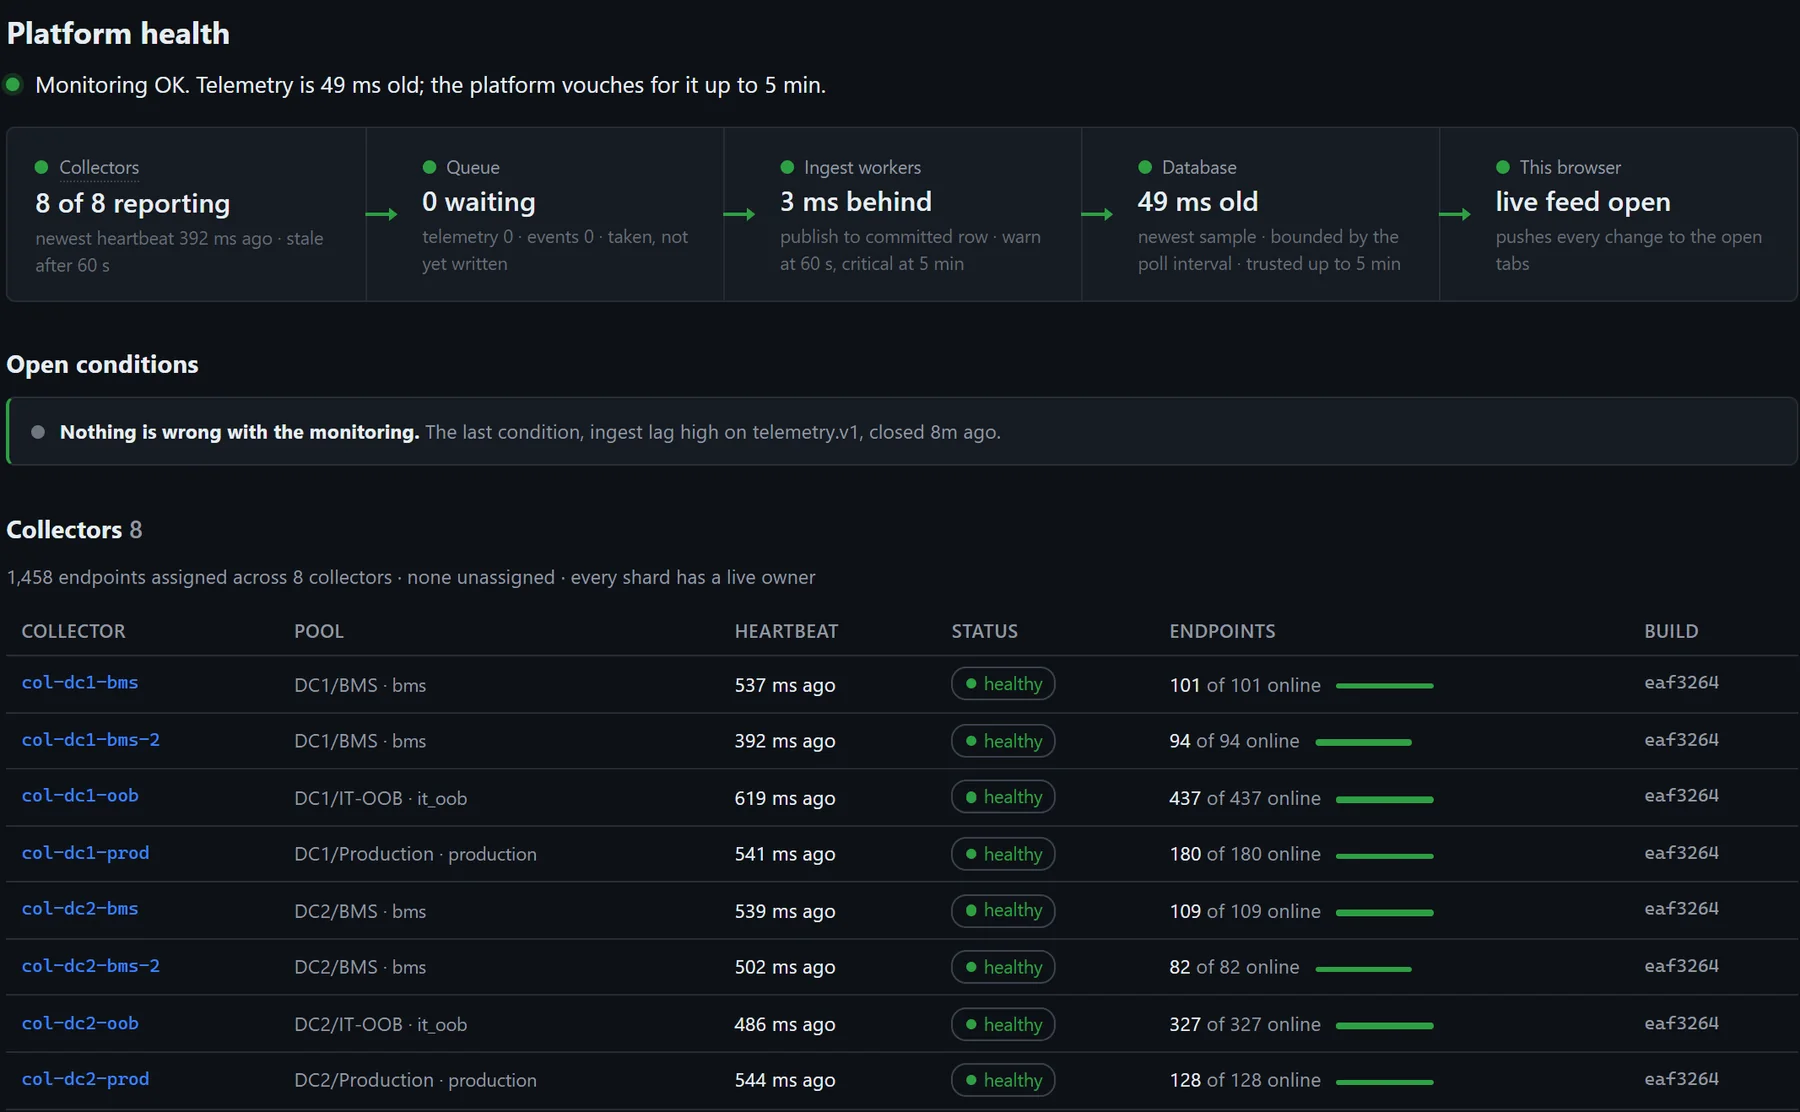 Platform health
Monitoring OK. Telemetry is 49 ms old; the platform vouches for it up to 5 min.
Collectors
8 of 8 reporting
newest heartbeat 392 ms ago · stale
after 60 s
Queue
0 waiting
telemetry 0 · events 0 · taken, not
yet written
Ingest workers
3 ms behind
publish to committed row · warn
at 60 s, critical at 5 min
Database
49 ms old
newest sample · bounded by the
poll interval · trusted up to 5 min
This browser
live feed open
pushes every change to the open
tabs
Open conditions
Nothing is wrong with the monitoring. The last condition, ingest lag high on telemetry.v1, closed 8m ago.
Collectors 8
1,458 endpoints assigned across 8 collectors · none unassigned · every shard has a live owner
COLLECTOR POOL HEARTBEAT STATUS ENDPOINTS BUILD
col-dc1-bms DC1/BMS · bms 537 ms ago healthy 101 of 101 online eaf3264
col-dc1-bms-2 DC1/BMS · bms 392 ms ago healthy 94 of 94 online eaf3264
col-dc1-oob DC1/IT-OOB · it_oob 619 ms ago healthy 437 of 437 online eaf3264
col-dc1-prod DC1/Production · production 541 ms ago healthy 180 of 180 online eaf3264
col-dc2-bms DC2/BMS · bms 539 ms ago healthy 109 of 109 online eaf3264
col-dc2-bms-2 DC2/BMS · bms 502 ms ago healthy 82 of 82 online eaf3264
col-dc2-oob DC2/IT-OOB · it_oob 486 ms ago healthy 327 of 327 online eaf3264
col-dc2-prod DC2/Production · production 544 ms ago healthy 128 of 128 online eaf3264